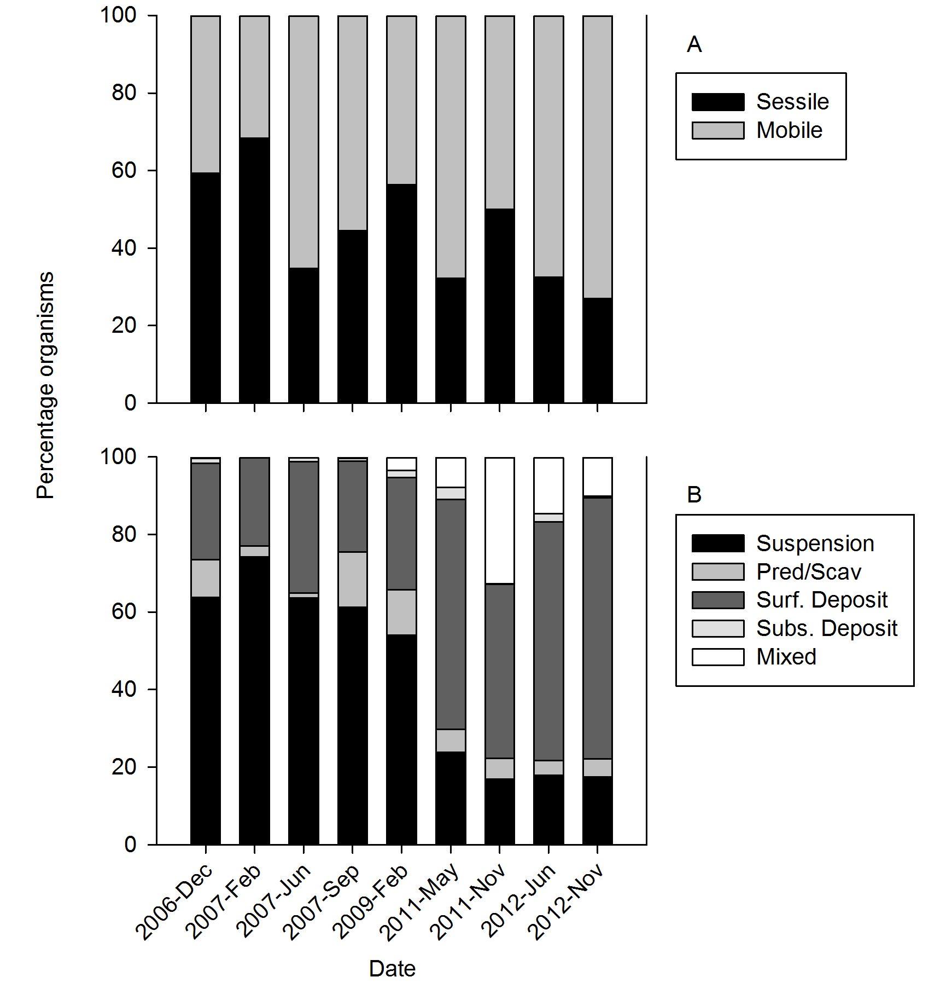 100
80
60
40
20
0
A
Sessile
Mobile
Percentage organisms
100
80
60
40
20
0
B
Suspension
Pred/Scav
Surf. Deposit
Subs. Deposit
Mixed
2006-Dec
2007-Feb
2007-Jun
2007-Sep
2009-Feb
2011-May
2011-Nov
2012-Jun
2012-Nov
Date